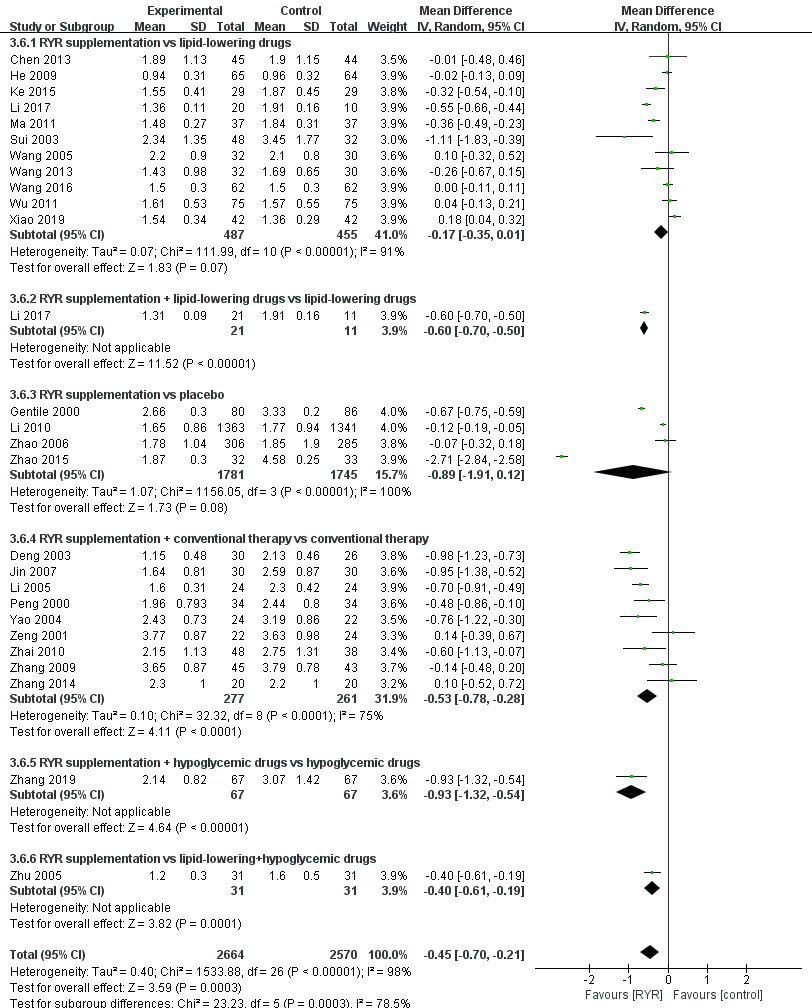 Experimental Control Mean Difference Mean Difference
Study or Subgroup Mean SD Total Mean SD Total Weight IV, Random, 95% CI IV, Random, 95% CI
3.6.1 RYR supplementation vs lipid-lowering drugs
Chen 2013 1.89 1.13 45 1.9 1.15 44 3.5% -0.01 [-0.48, 0.46]
He 2009 0.94 0.31 65 0.96 0.32 64 3.9% -0.02 [-0.13, 0.09]
Ke 2015 1.55 0.41 29 1.87 0.45 29 3.8% -0.32 [-0.54, -0.10]
Li 2017 1.36 0.11 20 1.91 0.16 10 3.9% -0.55 [-0.66, -0.44]
Ma 2011 1.48 0.27 37 1.84 0.31 37 3.9% -0.36 [-0.49, -0.23]
Sui 2003 2.34 1.35 48 3.45 1.77 32 3.0% -1.11 [-1.83, -0.39]
Wang 2005 2.2 0.9 32 2.1 0.8 30 3.6% 0.10 [-0.32, 0.52]
Wang 2013 1.43 0.98 32 1.69 0.65 30 3.6% -0.26 [-0.67, 0.15]
Wang 2016 1.5 0.3 62 1.5 0.3 62 3.9% 0.00 [-0.11, 0.11]
Wu 2011 1.61 0.53 75 1.57 0.55 75 3.9% 0.04 [-0.13, 0.21]
Xiao 2019 1.54 0.34 42 1.36 0.29 42 3.9% 0.18 [0.04, 0.32]
Subtotal (95% CI) 487 455 41.0% -0.17 [-0.35, 0.01]
Heterogeneity: Tau² = 0.07; Chi² = 111.99, df = 10 (P < 0.00001); I² = 91%
Test for overall effect: Z = 1.83 (P = 0.07)
3.6.2 RYR supplementation + lipid-lowering drugs vs lipid-lowering drugs
Li 2017 1.31 0.09 21 1.91 0.16 11 3.9% -0.60 [-0.70, -0.50]
Subtotal (95% CI) 21 11 3.9% -0.60 [-0.70, -0.50]
Heterogeneity: Not applicable
Test for overall effect: Z = 11.52 (P < 0.00001)
3.6.3 RYR supplementation vs placebo
Gentile 2000 2.66 0.3 80 3.33 0.2 86 4.0% -0.67 [-0.75, -0.59]
Li 2010 1.65 0.86 1363 1.77 0.94 1341 4.0% -0.12 [-0.19, -0.05]
Zhao 2006 1.78 1.04 306 1.85 1.9 285 3.8% -0.07 [-0.32, 0.18]
Zhao 2015 1.87 0.3 32 4.58 0.25 33 3.9% -2.71 [-2.84, -2.58]
Subtotal (95% CI) 1781 1745 15.7% -0.89 [-1.91, 0.12]
Heterogeneity: Tau² = 1.07; Chi² = 1156.05, df = 3 (P < 0.00001); I² = 100%
Test for overall effect: Z = 1.73 (P = 0.08)
3.6.4 RYR supplementation + conventional therapy vs conventional therapy
Deng 2003 1.15 0.48 30 2.13 0.46 26 3.8% -0.98 [-1.23, -0.73]
Jin 2007 1.64 0.81 30 2.59 0.87 30 3.6% -0.95 [-1.38, -0.52]
Li 2005 1.6 0.31 24 2.3 0.42 24 3.9% -0.70 [-0.91, -0.49]
Peng 2000 1.96 0.793 34 2.44 0.8 34 3.6% -0.48 [-0.86, -0.10]
Yao 2004 2.43 0.73 24 3.19 0.86 22 3.5% -0.76 [-1.22, -0.30]
Zeng 2001 3.77 0.87 22 3.63 0.98 24 3.4% 0.14 [-0.39, 0.67]
Zhai 2010 2.15 1.13 48 2.75 1.31 38 3.4% -0.60 [-1.13, -0.07]
Zhang 2009 3.65 0.87 45 3.79 0.78 43 3.7% -0.14 [-0.48, 0.20]
Zhang 2014 2.3 1 20 2.2 1 20 3.2% 0.10 [-0.52, 0.72]
Subtotal (95% CI) 277 261 31.9% -0.53 [-0.78, -0.28]
Heterogeneity: Tau² = 0.10; Chi² = 32.32, df = 8 (P < 0.0001); I² = 75%
Test for overall effect: Z = 4.11 (P < 0.0001)
3.6.5 RYR supplementation + hypoglycemic drugs vs hypoglycemic drugs
Zhang 2019 2.14 0.82 67 3.07 1.42 67 3.6% -0.93 [-1.32, -0.54]
Subtotal (95% CI) 67 67 3.6% -0.93 [-1.32, -0.54]
Heterogeneity: Not applicable
Test for overall effect: Z = 4.64 (P < 0.00001)
3.6.6 RYR supplementation vs lipid-lowering+hypoglycemic drugs
Zhu 2005 1.2 0.3 31 1.6 0.5 31 3.9% -0.40 [-0.61, -0.19]
Subtotal (95% CI) 31 31 3.9% -0.40 [-0.61, -0.19]
Heterogeneity: Not applicable
Test for overall effect: Z = 3.82 (P = 0.0001)
Total (95% CI) 2664 2570 100.0% -0.45 [-0.70, -0.21]
Heterogeneity: Tau² = 0.40; Chi² = 1533.88, df = 26 (P < 0.00001); I² = 98%
Test for overall effect: Z = 3.59 (P = 0.0003)
Test for subgroup differences: Chi² = 23.23, df = 5 (P = 0.0003), I² = 78.5%
-2 -1 0 1 2
Favours [RYR] Favours [control]